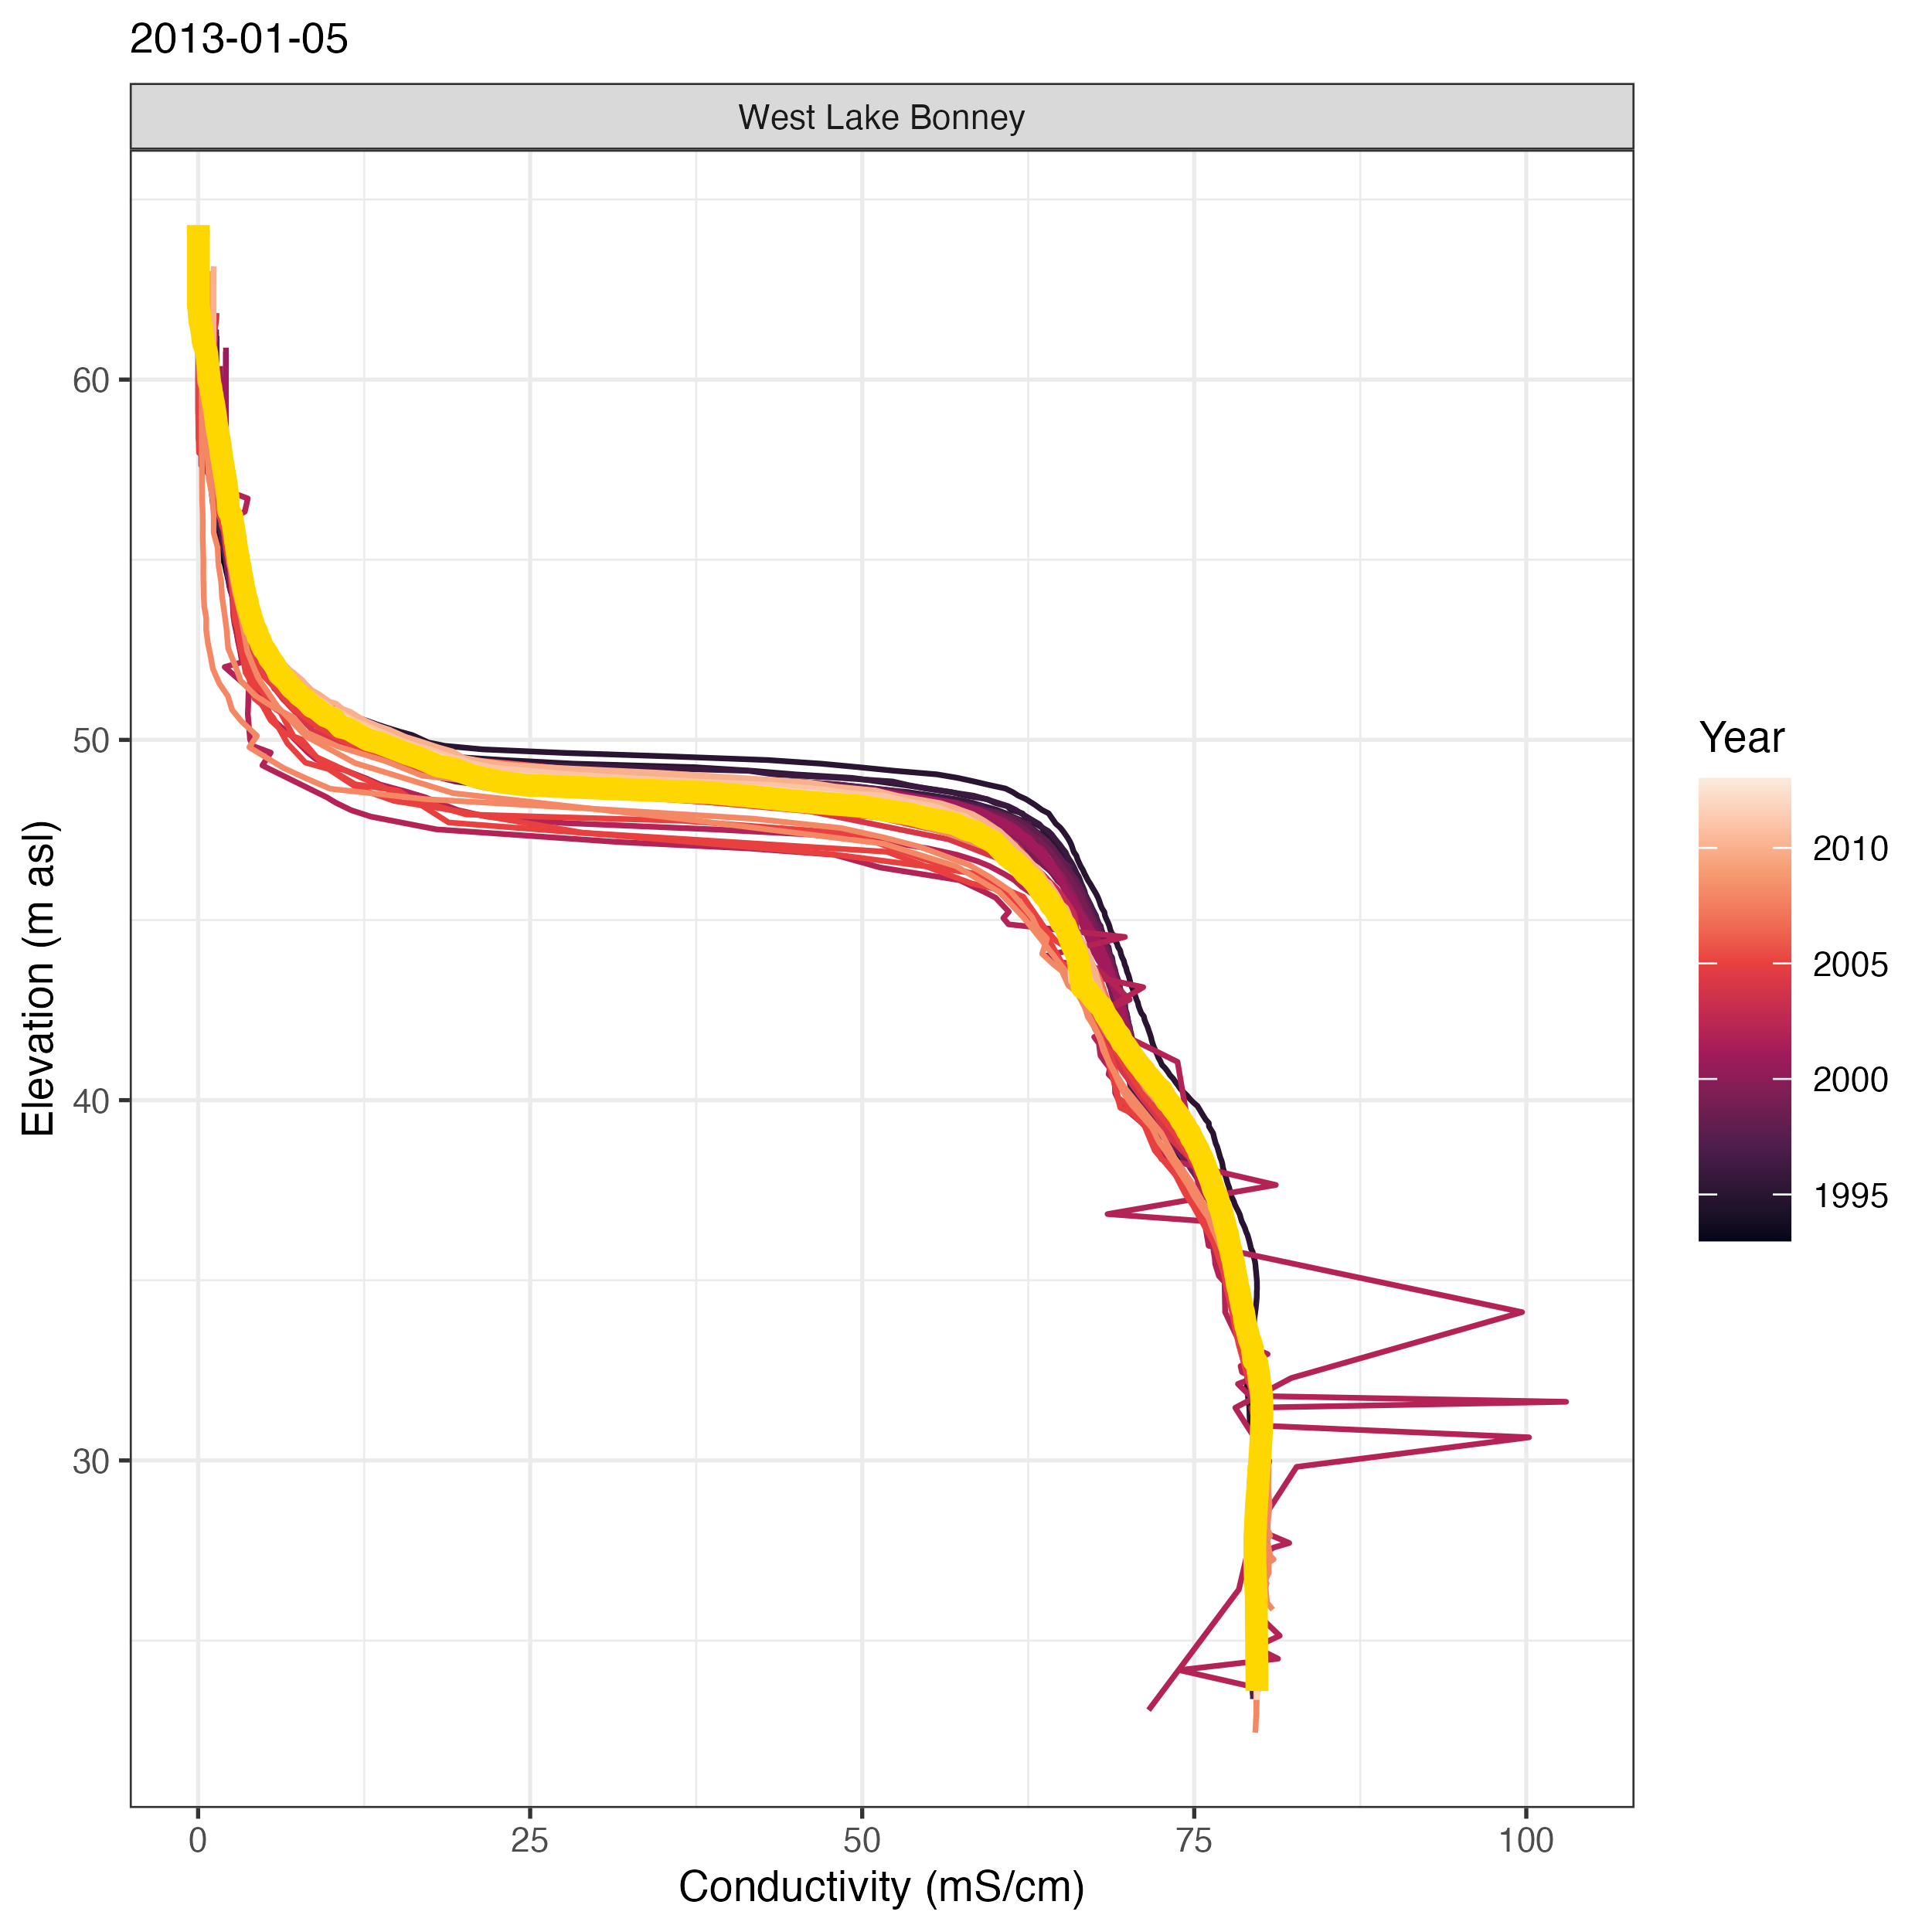 2013-01-05
West Lake Bonney
60
50
40
30
Elevation (m asl)
0 25 50 75 100
Conductivity (mS/cm)
Year
2010
2005
2000
1995